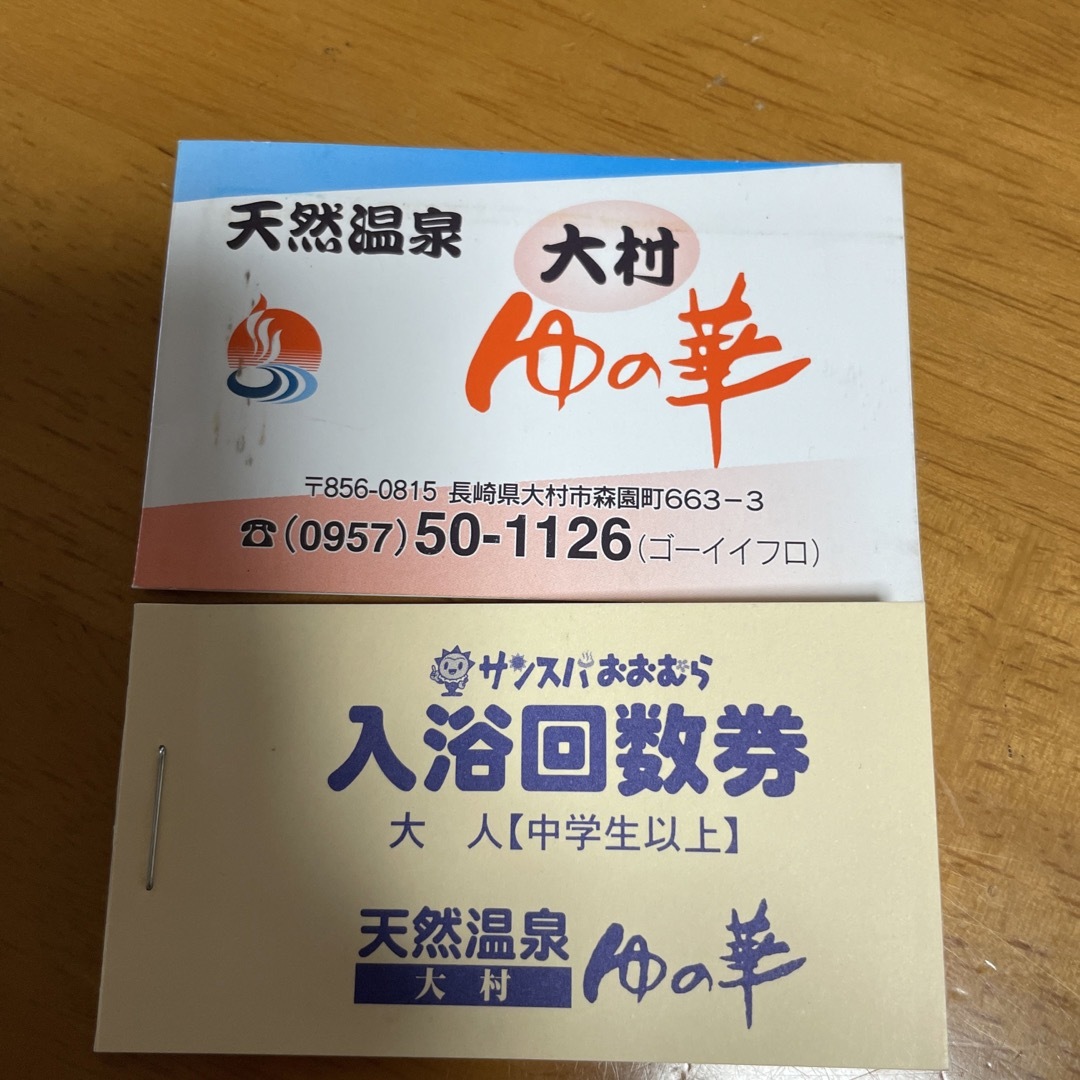 天然温泉
大村
ゆの華
〒856-0815 長崎県大村市森園町663-3
☎(0957)50-1126(ゴーイイフロ)
サンスパおおむら
入浴回数券
大 人【中学生以上】
天然温泉
大村
ゆの華